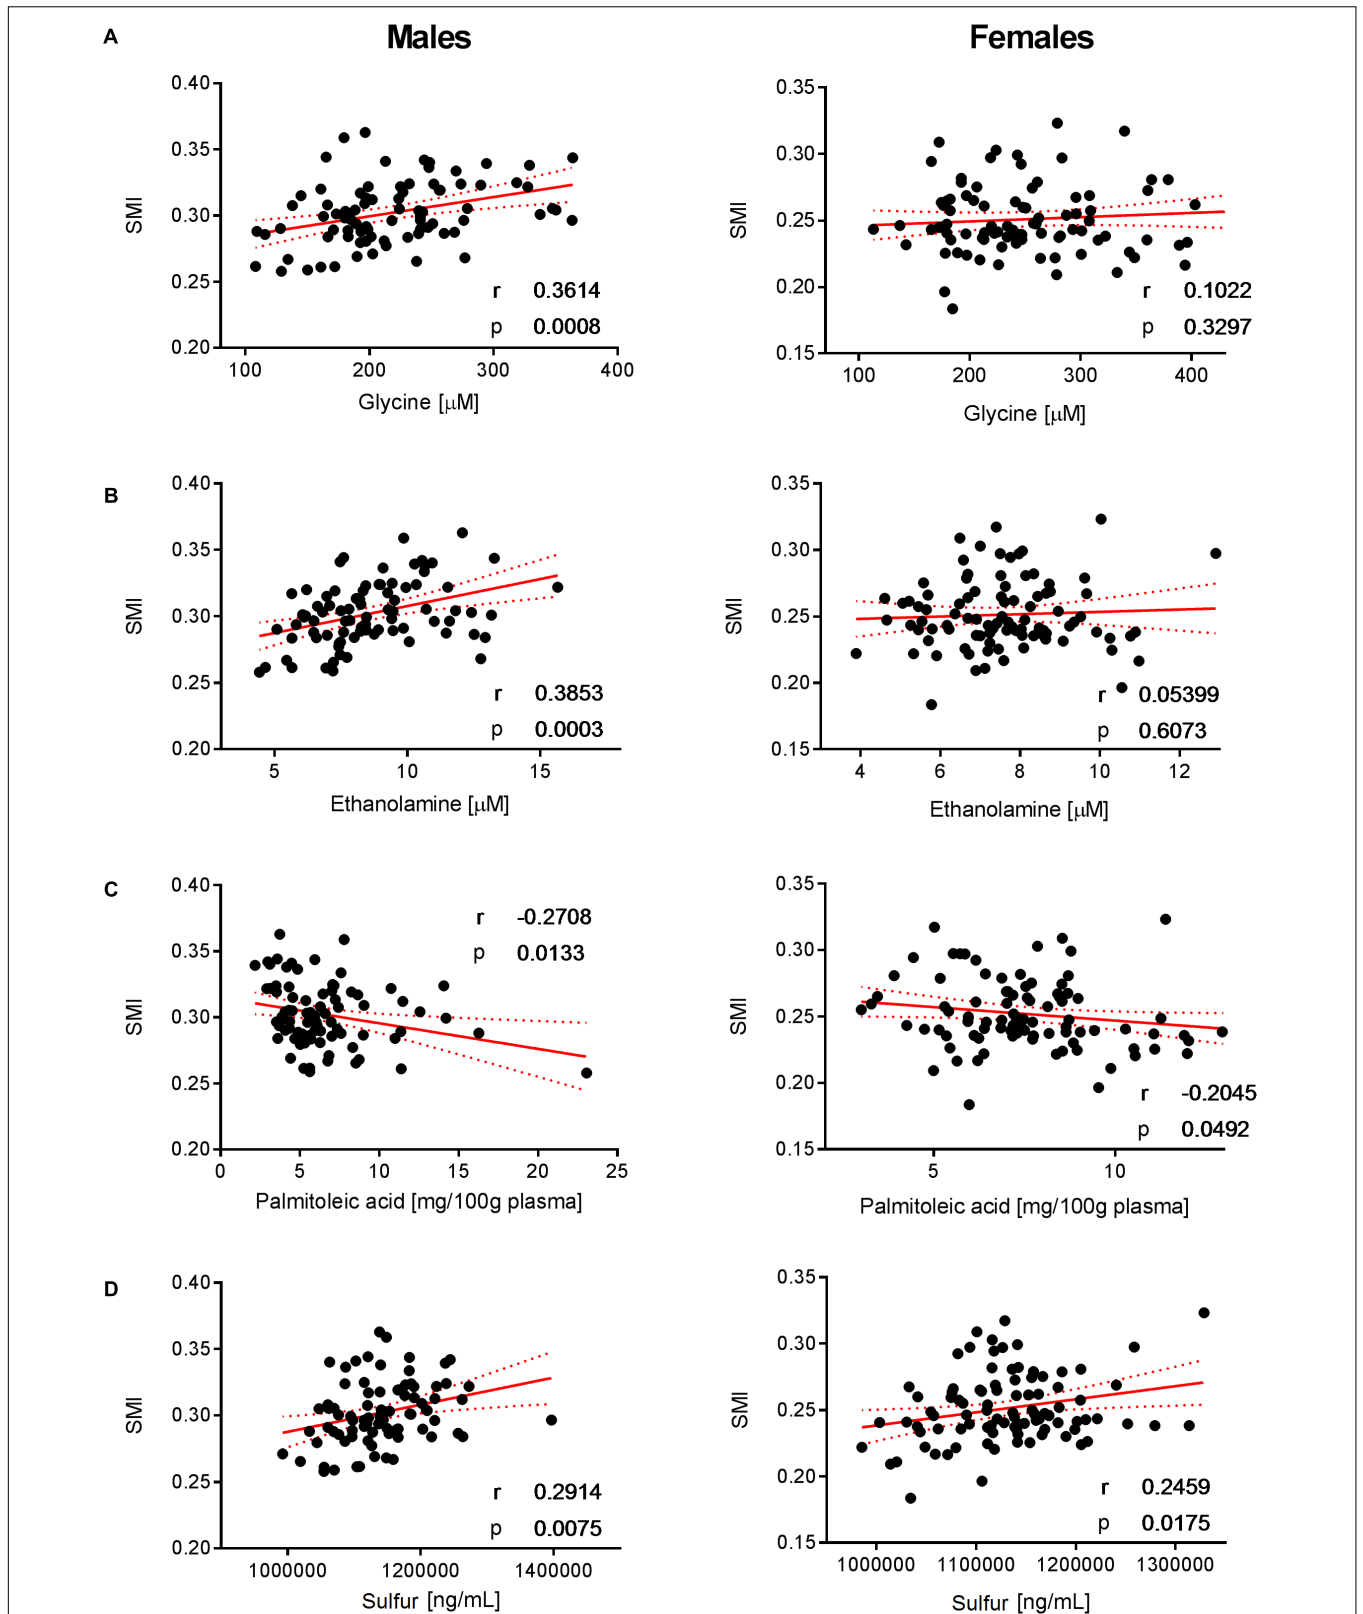 A
Males
Females
0.40
0.35
0.30
0.25
0.20
SMI
r 0.3614
p 0.0008
100 200 300 400
Glycine [μM]
0.35
0.30
0.25
0.20
0.15
SMI
r 0.1022
p 0.3297
100 200 300 400
Glycine [μM]
B
0.40
0.35
0.30
0.25
0.20
SMI
r 0.3853
p 0.0003
5 10 15
Ethanolamine [μM]
0.35
0.30
0.25
0.20
0.15
SMI
r 0.05399
p 0.6073
4 6 8 10 12
Ethanolamine [μM]
C
0.40
0.35
0.30
0.25
0.20
SMI
r -0.2708
p 0.0133
0 5 10 15 20 25
Palmitoleic acid [mg/100g plasma]
0.35
0.30
0.25
0.20
0.15
SMI
r -0.2045
p 0.0492
5 10
Palmitoleic acid [mg/100g plasma]
D
0.40
0.35
0.30
0.25
0.20
SMI
r 0.2914
p 0.0075
1000000 1200000 1400000
Sulfur [ng/mL]
0.35
0.30
0.25
0.20
0.15
SMI
r 0.2459
p 0.0175
1000000 1100000 1200000 1300000
Sulfur [ng/mL]